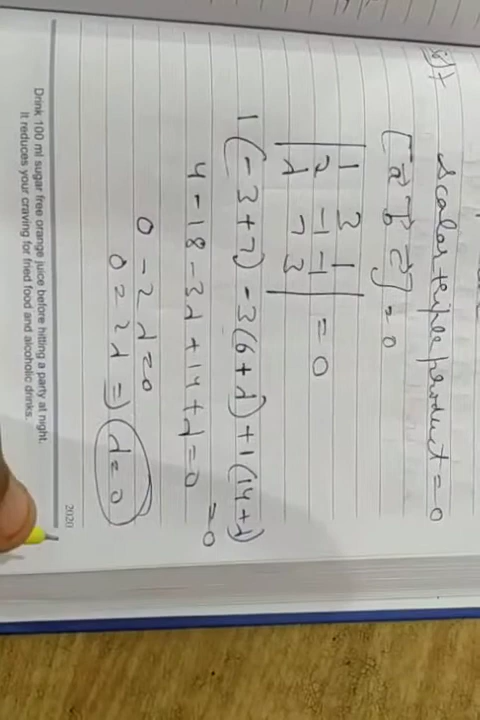 Scalar triple product = 0
[a⃗ b⃗ c⃗] = 0
| 1 3 1 |
| 2 -1 -1 | = 0
| λ 7 3 |
1(-3+7) -3(6+λ) +1(14+λ) = 0
4 - 18 - 3λ + 14 + λ = 0
0 - 2λ = 0
0 = 2λ ⇒ λ = 0
2020
Drink 100 ml sugar free orange juice before hitting a party at night.
It reduces your craving for fried food and alcoholic drinks.